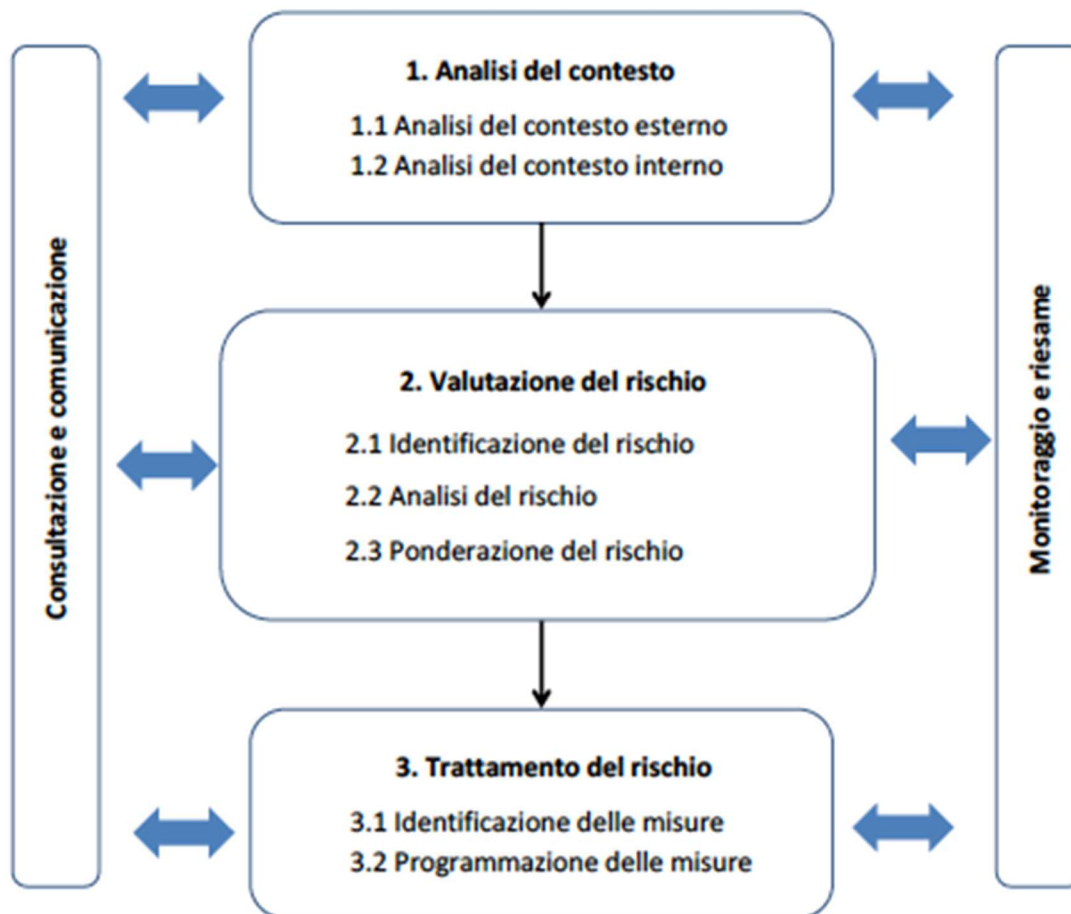 Consultazione e comunicazione
1. Analisi del contesto
1.1 Analisi del contesto esterno
1.2 Analisi del contesto interno
2. Valutazione del rischio
2.1 Identificazione del rischio
2.2 Analisi del rischio
2.3 Ponderazione del rischio
3. Trattamento del rischio
3.1 Identificazione delle misure
3.2 Programmazione delle misure
Monitoraggio e riesame